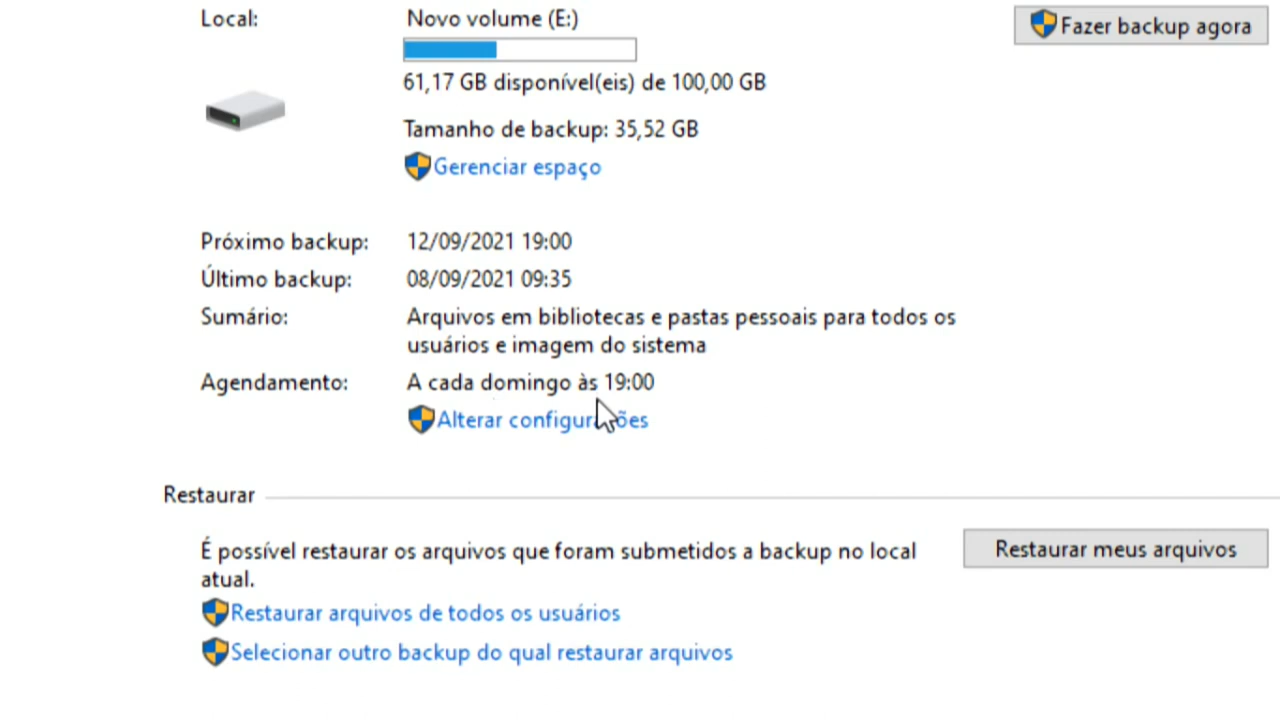 Local:
Novo volume (E:)
Fazer backup agora
61,17 GB disponível(eis) de 100,00 GB
Tamanho de backup: 35,52 GB
Gerenciar espaço
Próximo backup: 12/09/2021 19:00
Último backup: 08/09/2021 09:35
Sumário: Arquivos em bibliotecas e pastas pessoais para todos os
usuários e imagem do sistema
Agendamento: A cada domingo às 19:00
Alterar configurações
Restaurar
É possível restaurar os arquivos que foram submetidos a backup no local
atual.
Restaurar meus arquivos
Restaurar arquivos de todos os usuários
Selecionar outro backup do qual restaurar arquivos